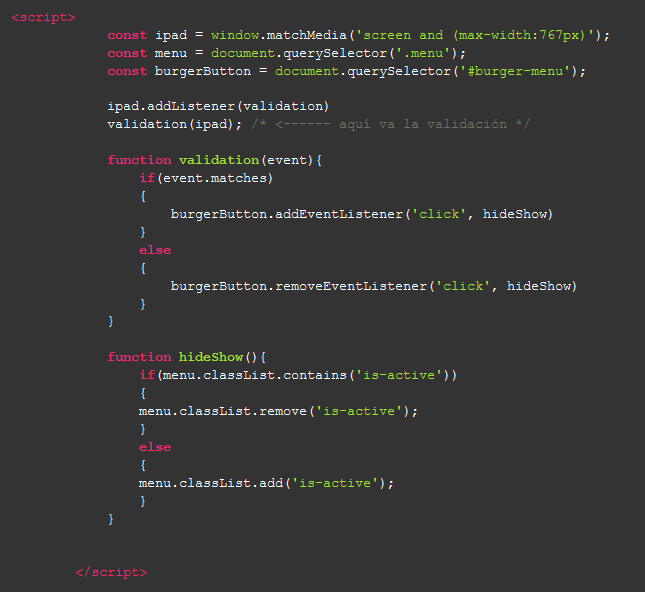 <script>
const ipad = window.matchMedia('screen and (max-width:767px)');
const menu = document.querySelector('.menu');
const burgerButton = document.querySelector('#burger-menu');
ipad.addListener(validation)
validation(ipad); /* <------ aquí va la validación */
function validation(event){
if(event.matches)
{
burgerButton.addEventListener('click', hideShow)
}
else
{
burgerButton.removeEventListener('click', hideShow)
}
}
function hideShow(){
if(menu.classList.contains('is-active'))
{
menu.classList.remove('is-active');
}
else
{
menu.classList.add('is-active');
}
}
</script>